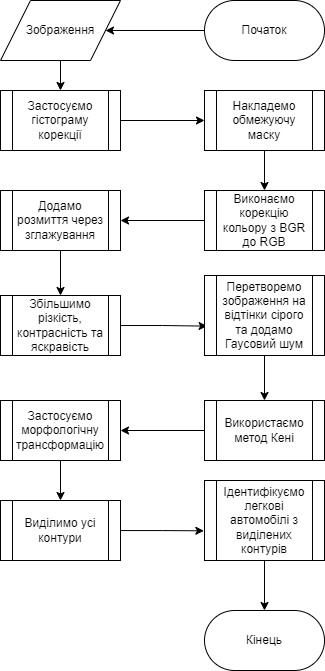 Зображення
Початок
Застосуємо
гістограму
корекції
Накладемо
обмежуючу
маску
Додамо
розмиття через
зглажування
Виконаємо
корекцію
кольору з BGR
до RGB
Збільшимо
різкість,
контрасність та
яскравість
Перетворемо
зображення на
відтінки сірого
та додамо
Гаусовий шум
Застосуємо
морфологічну
трансформацію
Використаємо
метод Кені
Виділимо усі
контури
Ідентифікуємо
легкові
автомобілі з
виділених
контурів
Кінець